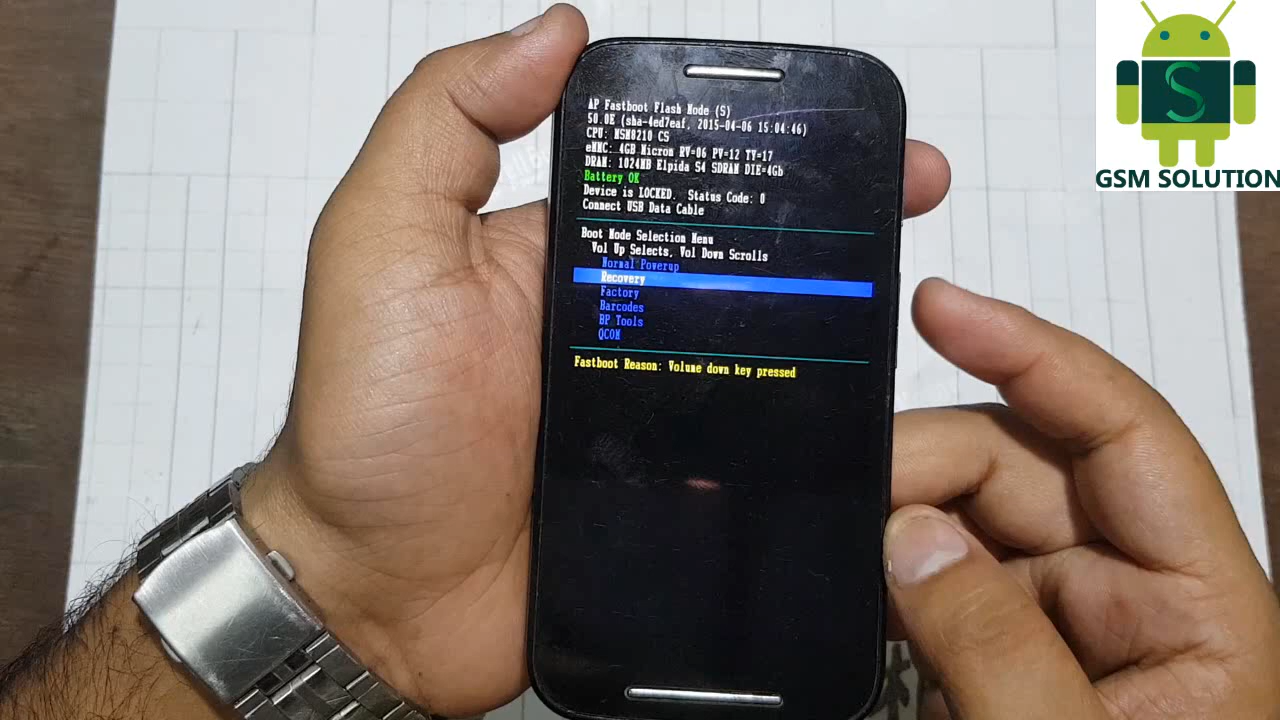 AP Fastboot Flash Mode (S)
50.0E (sha-4ed7eaf, 2015-04-06 15:04:46)
CPU: MSM8210 CS
eMMC: 4GB Micron RV=06 PV=12 TY=17
DRAM: 1024MB Elpida S4 SDRAM DIE=4Gb
Battery OK
Device is LOCKED. Status Code: 0
Connect USB Data Cable
Boot Mode Selection Menu
Vol Up Selects, Vol Down Scrolls
Normal Powerup
Recovery
Factory
Barcodes
BP Tools
QCOM
Fastboot Reason: Volume down key pressed
S
GSM SOLUTION